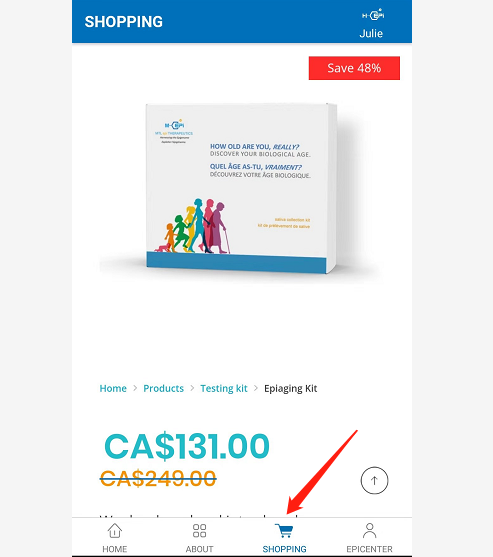 SHOPPING
Julie
Save 48%
HOW OLD ARE YOU, REALLY?
DISCOVER YOUR BIOLOGICAL AGE.
QUEL ÂGE AS-TU, VRAIMENT?
DÉCOUVREZ VOTRE ÂGE BIOLOGIQUE.
saliva collection kit
kit de prélèvement de salive
Home > Products > Testing kit > Epiaging Kit
CA$131.00
CA$249.00
HOME
ABOUT
SHOPPING
EPICENTER